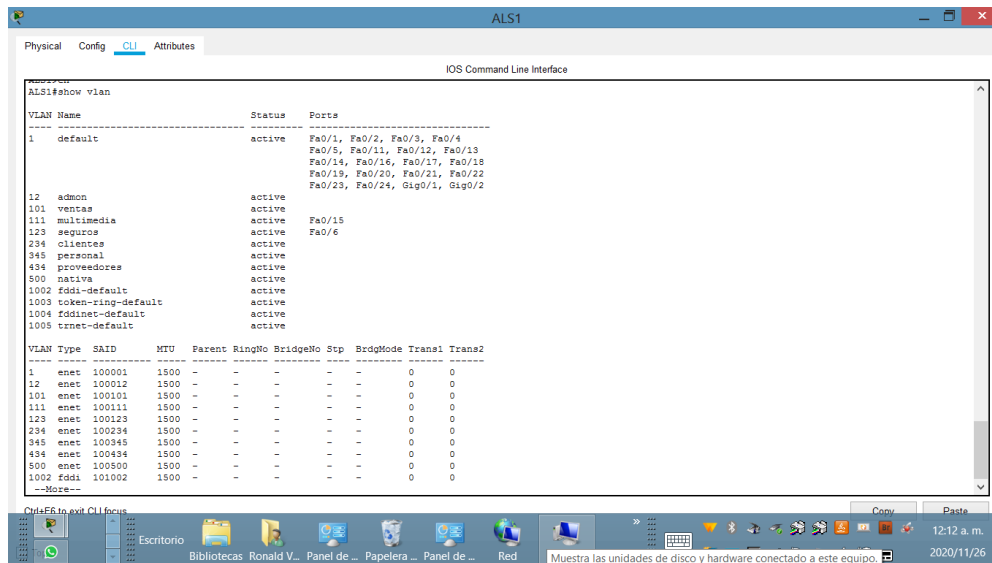 ALS1
Physical Config CLI Attributes
IOS Command Line Interface
ALS1>en
ALS1#show vlan
VLAN Name Status Ports
---- -------------------------------- --------- -------------------------------
1 default active Fa0/1, Fa0/2, Fa0/3, Fa0/4
Fa0/5, Fa0/11, Fa0/12, Fa0/13
Fa0/14, Fa0/16, Fa0/17, Fa0/18
Fa0/19, Fa0/20, Fa0/21, Fa0/22
Fa0/23, Fa0/24, Gig0/1, Gig0/2
12 admon active
101 ventas active
111 multimedia active Fa0/15
123 seguros active Fa0/6
234 clientes active
345 personal active
434 proveedores active
500 nativa active
1002 fddi-default active
1003 token-ring-default active
1004 fddinet-default active
1005 trnet-default active
VLAN Type SAID MTU Parent RingNo BridgeNo Stp BrdgMode Trans1 Trans2
---- ----- ---------- ----- ------ ------ -------- ---- -------- ------ ------
1 enet 100001 1500 - - - - - 0 0
12 enet 100012 1500 - - - - - 0 0
101 enet 100101 1500 - - - - - 0 0
111 enet 100111 1500 - - - - - 0 0
123 enet 100123 1500 - - - - - 0 0
234 enet 100234 1500 - - - - - 0 0
345 enet 100345 1500 - - - - - 0 0
434 enet 100434 1500 - - - - - 0 0
500 enet 100500 1500 - - - - - 0 0
1002 fddi 101002 1500 - - - - - 0 0
--More--
Ctrl+F6 to exit CLI focus
Copy Paste
Escritorio
Bibliotecas Ronald V... Panel de ... Papelera ... Panel de ... Red
Muestra las unidades de disco y hardware conectado a este equipo.
12:12 a. m.
2020/11/26